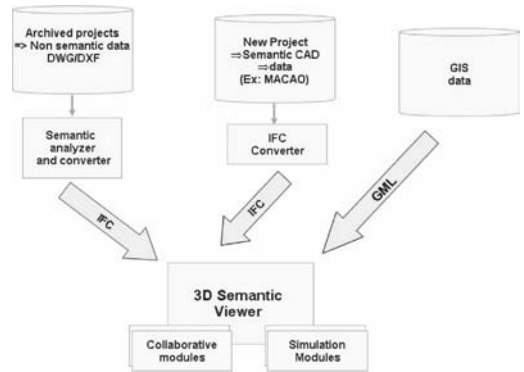 Archived projects
=> Non semantic data
DWG/DXF
New Project
⇒Semantic CAD
⇒data
(Ex: MACAO)
GIS
data
Semantic
analyzer
and converter
IFC
Converter
IFC
IFC
GML
3D Semantic
Viewer
Collaborative
modules
Simulation
Modules